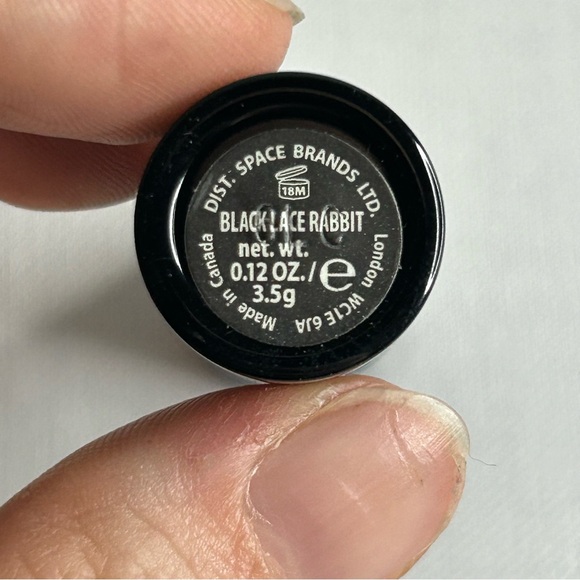 DIST. SPACE BRANDS LTD.
18M
BLACK LACE RABBIT
net. wt.
0.12 OZ./e
3.5g
Made in Canada
London WC1E 6JA